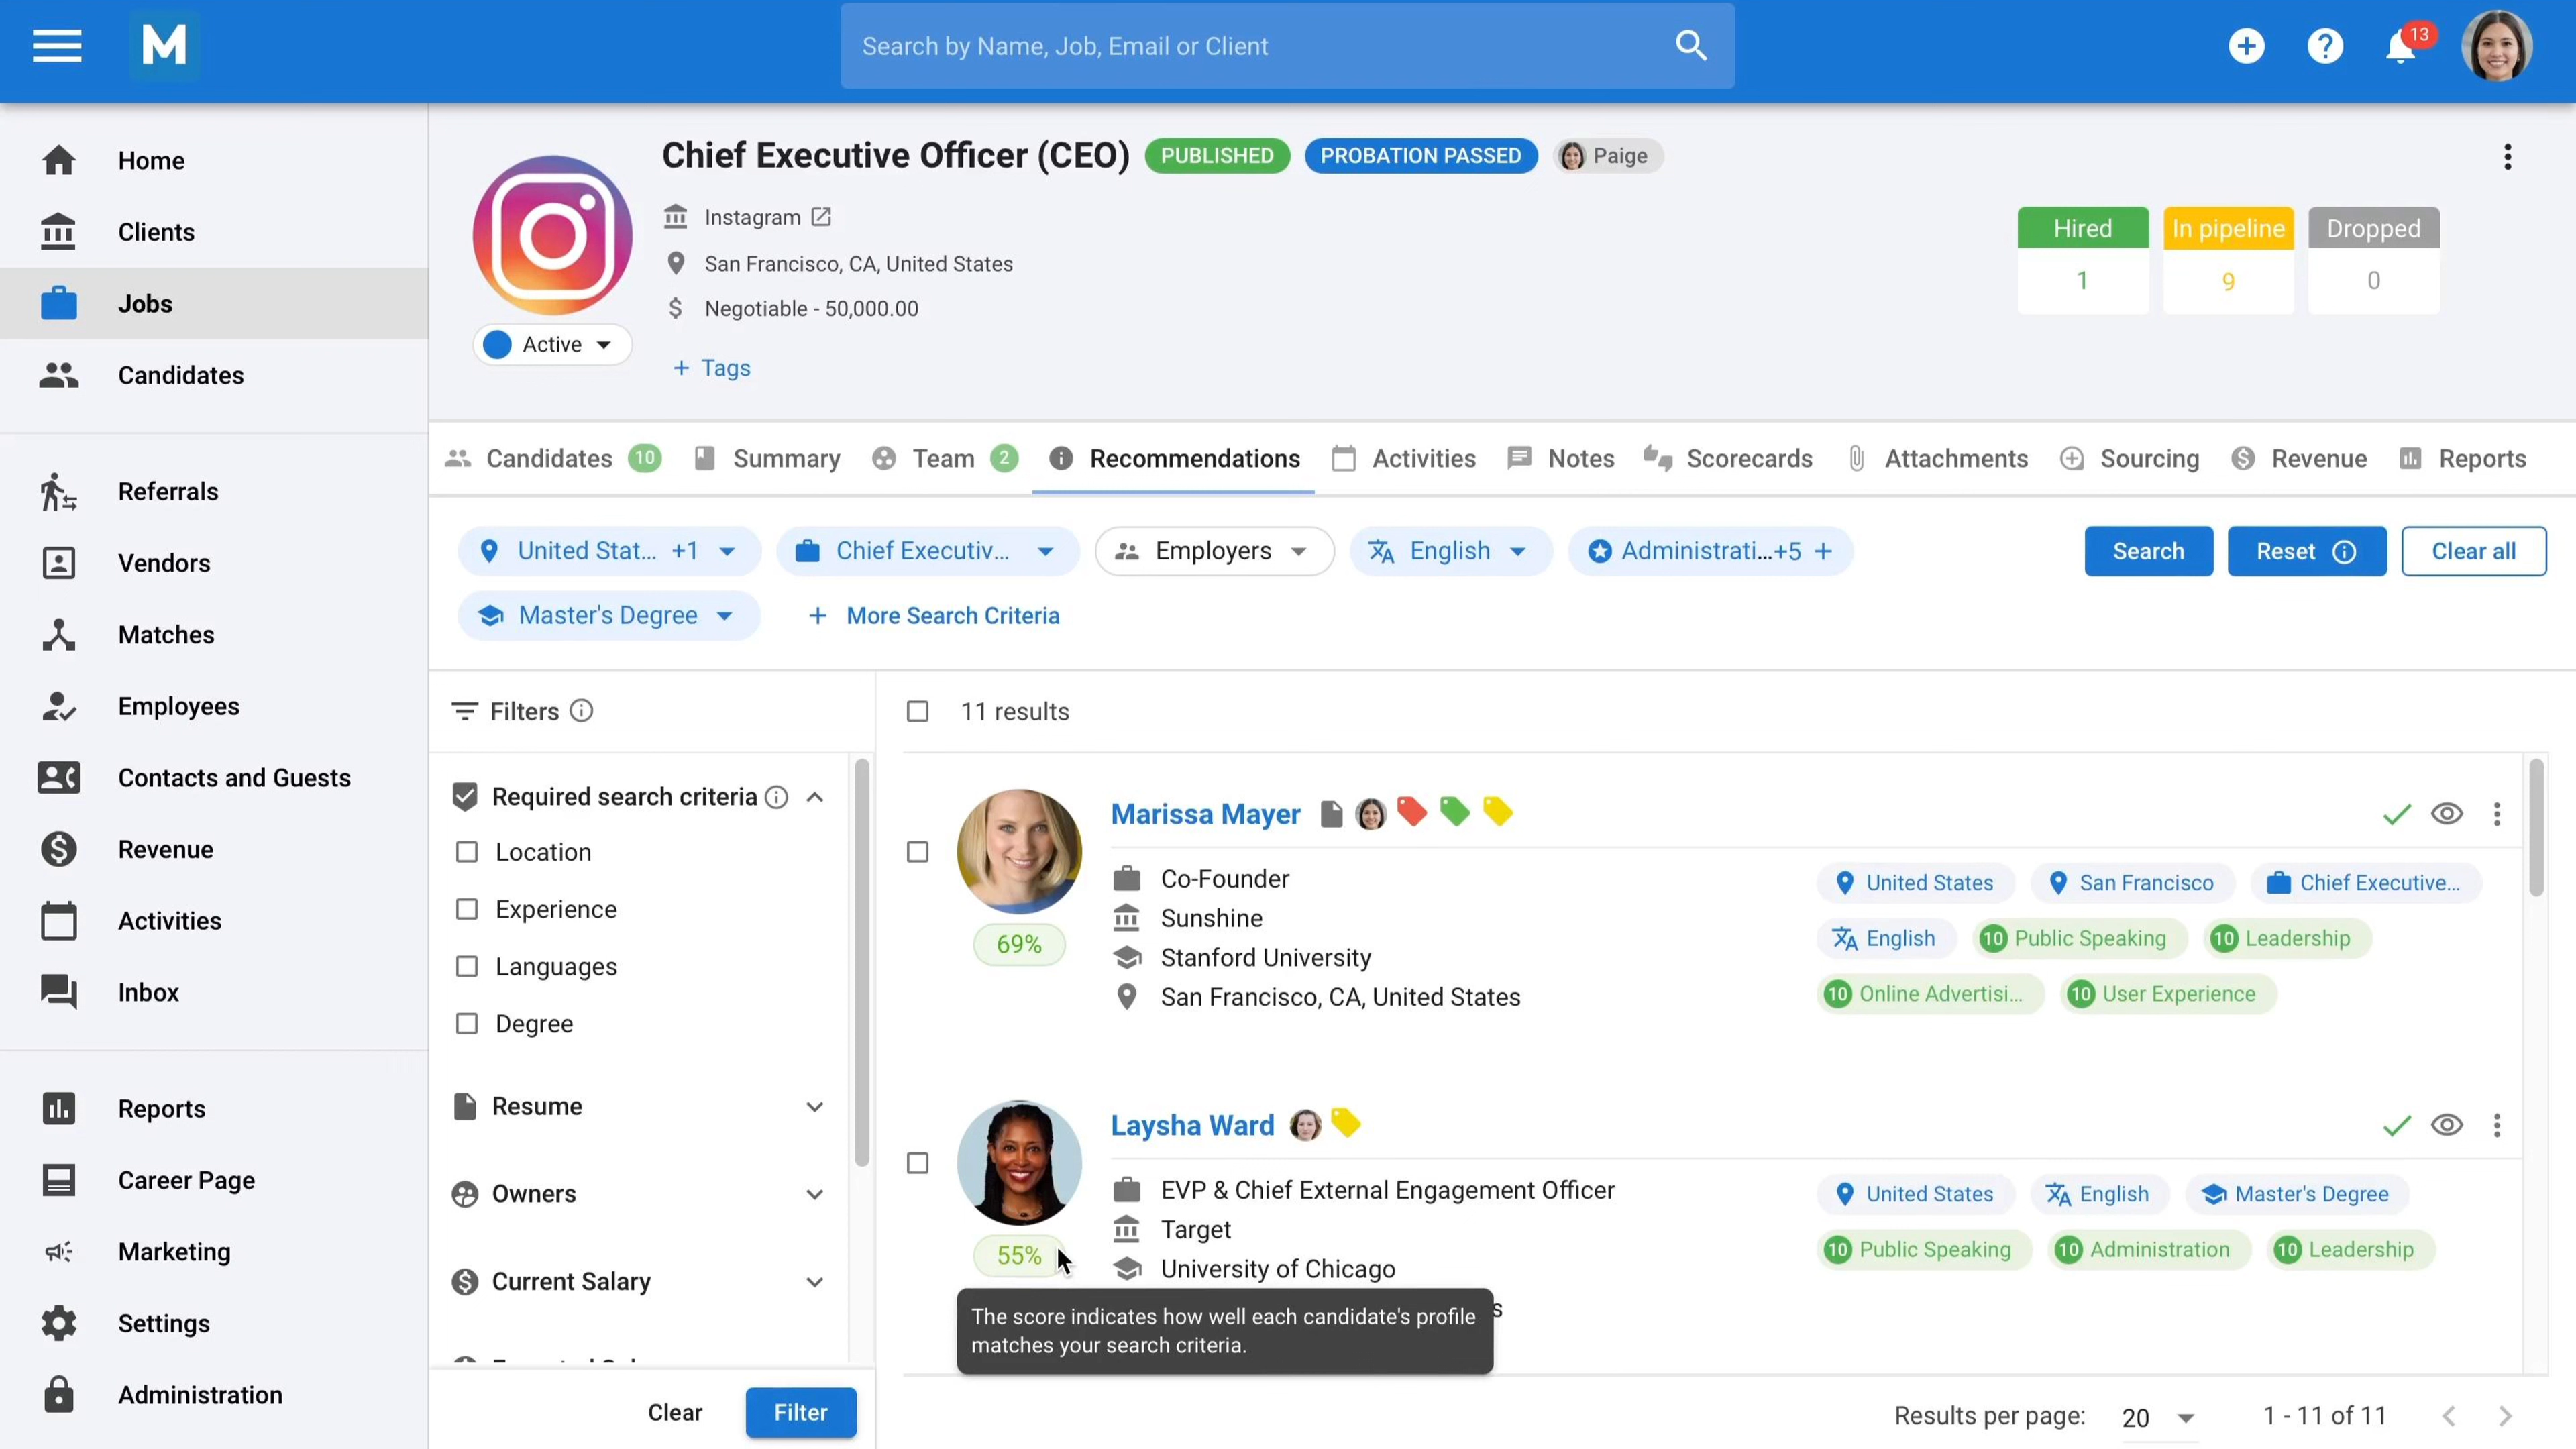 M
Search by Name, Job, Email or Client
13
Home
Clients
Jobs
Candidates
Referrals
Vendors
Matches
Employees
Contacts and Guests
Revenue
Activities
Inbox
Reports
Career Page
Marketing
Settings
Administration
Chief Executive Officer (CEO) PUBLISHED PROBATION PASSED Paige
Instagram
San Francisco, CA, United States
Negotiable - 50,000.00
Active
+ Tags
Hired In pipeline Dropped
1 9 0
Candidates 10 Summary Team 2 Recommendations Activities Notes Scorecards Attachments Sourcing Revenue Reports
United Stat... +1 Chief Executiv... Employers English Administrati...+5 + Search Reset Clear all
Master's Degree + More Search Criteria
Filters
Required search criteria
Location
Experience
Languages
Degree
Resume
Owners
Current Salary
Clear Filter
11 results
Marissa Mayer
69%
Co-Founder
Sunshine
Stanford University
San Francisco, CA, United States
United States San Francisco Chief Executive...
English 10 Public Speaking 10 Leadership
10 Online Advertisi... 10 User Experience
Laysha Ward
55%
EVP & Chief External Engagement Officer
Target
University of Chicago
United States English Master's Degree
10 Public Speaking 10 Administration 10 Leadership
The score indicates how well each candidate's profile
matches your search criteria.
Results per page: 20 1 - 11 of 11